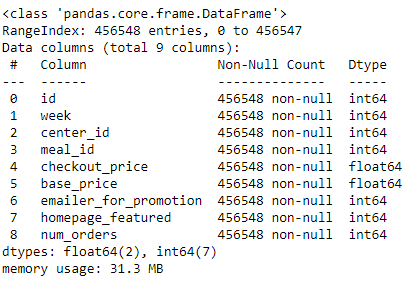 <class 'pandas.core.frame.DataFrame'>
RangeIndex: 456548 entries, 0 to 456547
Data columns (total 9 columns):
 #   Column                 Non-Null Count   Dtype
---  ------                 --------------   -----
 0   id                     456548 non-null  int64
 1   week                   456548 non-null  int64
 2   center_id              456548 non-null  int64
 3   meal_id                456548 non-null  int64
 4   checkout_price         456548 non-null  float64
 5   base_price             456548 non-null  float64
 6   emailer_for_promotion  456548 non-null  int64
 7   homepage_featured      456548 non-null  int64
 8   num_orders             456548 non-null  int64
dtypes: float64(2), int64(7)
memory usage: 31.3 MB